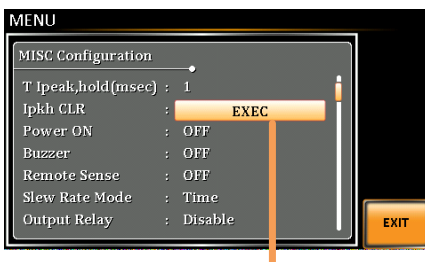 MENU
MISC Configuration
T Ipeak,hold(msec) : 1
Ipkh CLR : EXEC
Power ON : OFF
Buzzer : OFF
Remote Sense : OFF
Slew Rate Mode : Time
Output Relay : Disable
EXIT